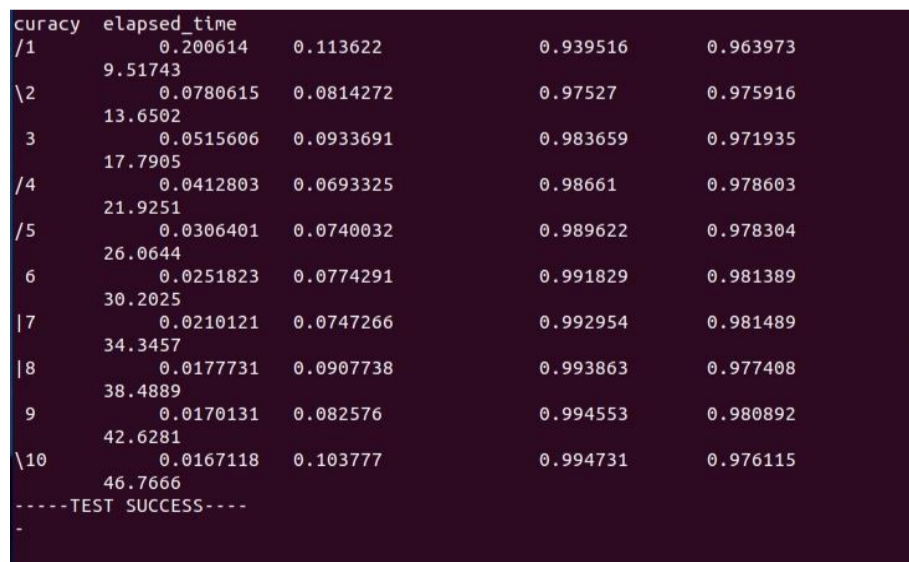 curacy  elapsed_time
/1          0.200614    0.113622              0.939516      0.963973
        9.51743
\2          0.0780615   0.0814272             0.97527       0.975916
        13.6502
 3          0.0515606   0.0933691             0.983659      0.971935
        17.7905
/4          0.0412803   0.0693325             0.98661       0.978603
        21.9251
/5          0.0306401   0.0740032             0.989622      0.978304
        26.0644
 6          0.0251823   0.0774291             0.991829      0.981389
        30.2025
|7          0.0210121   0.0747266             0.992954      0.981489
        34.3457
|8          0.0177731   0.0907738             0.993863      0.977408
        38.4889
 9          0.0170131   0.082576              0.994553      0.980892
        42.6281
\10         0.0167118   0.103777              0.994731      0.976115
        46.7666
-----TEST SUCCESS----
-